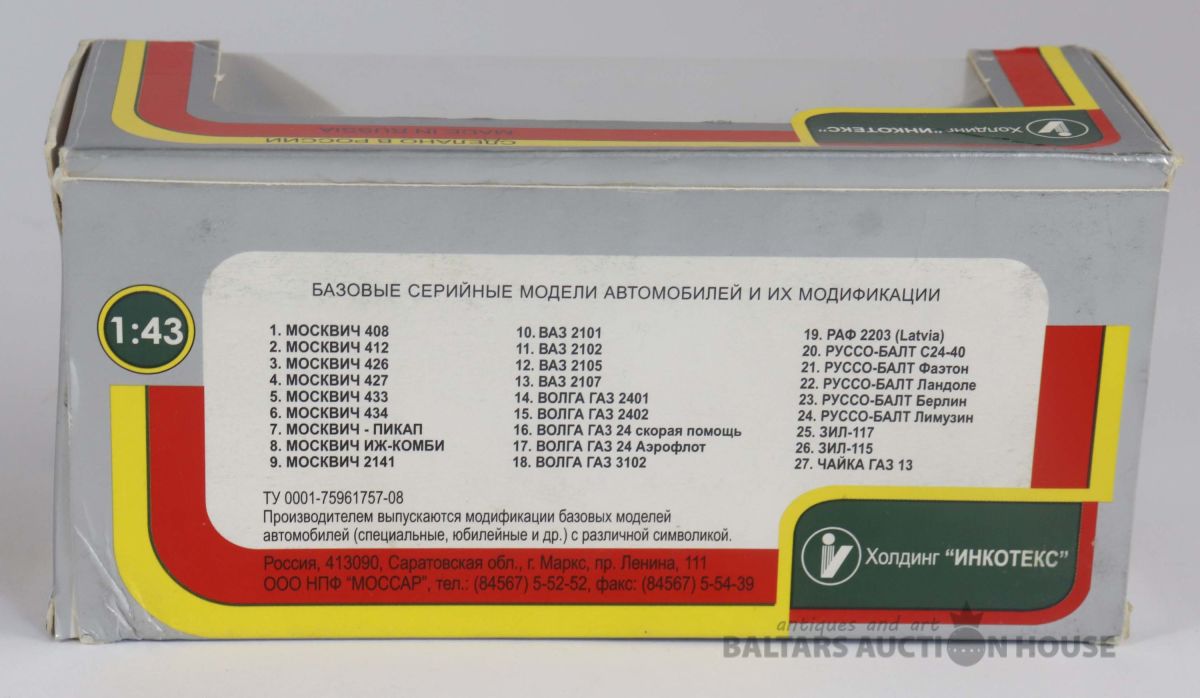 Холдинг "ИНКОТЕКС"
MADE IN RUSSIA
СДЕЛАНО В РОССИИ
1:43
БАЗОВЫЕ СЕРИЙНЫЕ МОДЕЛИ АВТОМОБИЛЕЙ И ИХ МОДИФИКАЦИИ
1. МОСКВИЧ 408
2. МОСКВИЧ 412
3. МОСКВИЧ 426
4. МОСКВИЧ 427
5. МОСКВИЧ 433
6. МОСКВИЧ 434
7. МОСКВИЧ - ПИКАП
8. МОСКВИЧ ИЖ-КОМБИ
9. МОСКВИЧ 2141
10. ВАЗ 2101
11. ВАЗ 2102
12. ВАЗ 2105
13. ВАЗ 2107
14. ВОЛГА ГАЗ 2401
15. ВОЛГА ГАЗ 2402
16. ВОЛГА ГАЗ 24 скорая помощь
17. ВОЛГА ГАЗ 24 Аэрофлот
18. ВОЛГА ГАЗ 3102
19. РАФ 2203 (Latvia)
20. РУССО-БАЛТ С24-40
21. РУССО-БАЛТ Фаэтон
22. РУССО-БАЛТ Ландоле
23. РУССО-БАЛТ Берлин
24. РУССО-БАЛТ Лимузин
25. ЗИЛ-117
26. ЗИЛ-115
27. ЧАЙКА ГАЗ 13
ТУ 0001-75961757-08
Производителем выпускаются модификации базовых моделей
автомобилей (специальные, юбилейные и др.) с различной символикой.
Россия, 413090, Саратовская обл., г. Маркс, пр. Ленина, 111
ООО НПФ "МОССАР", тел.: (84567) 5-52-52, факс: (84567) 5-54-39
Холдинг "ИНКОТЕКС"
antiques and art
BALTARS AUCTION HOUSE